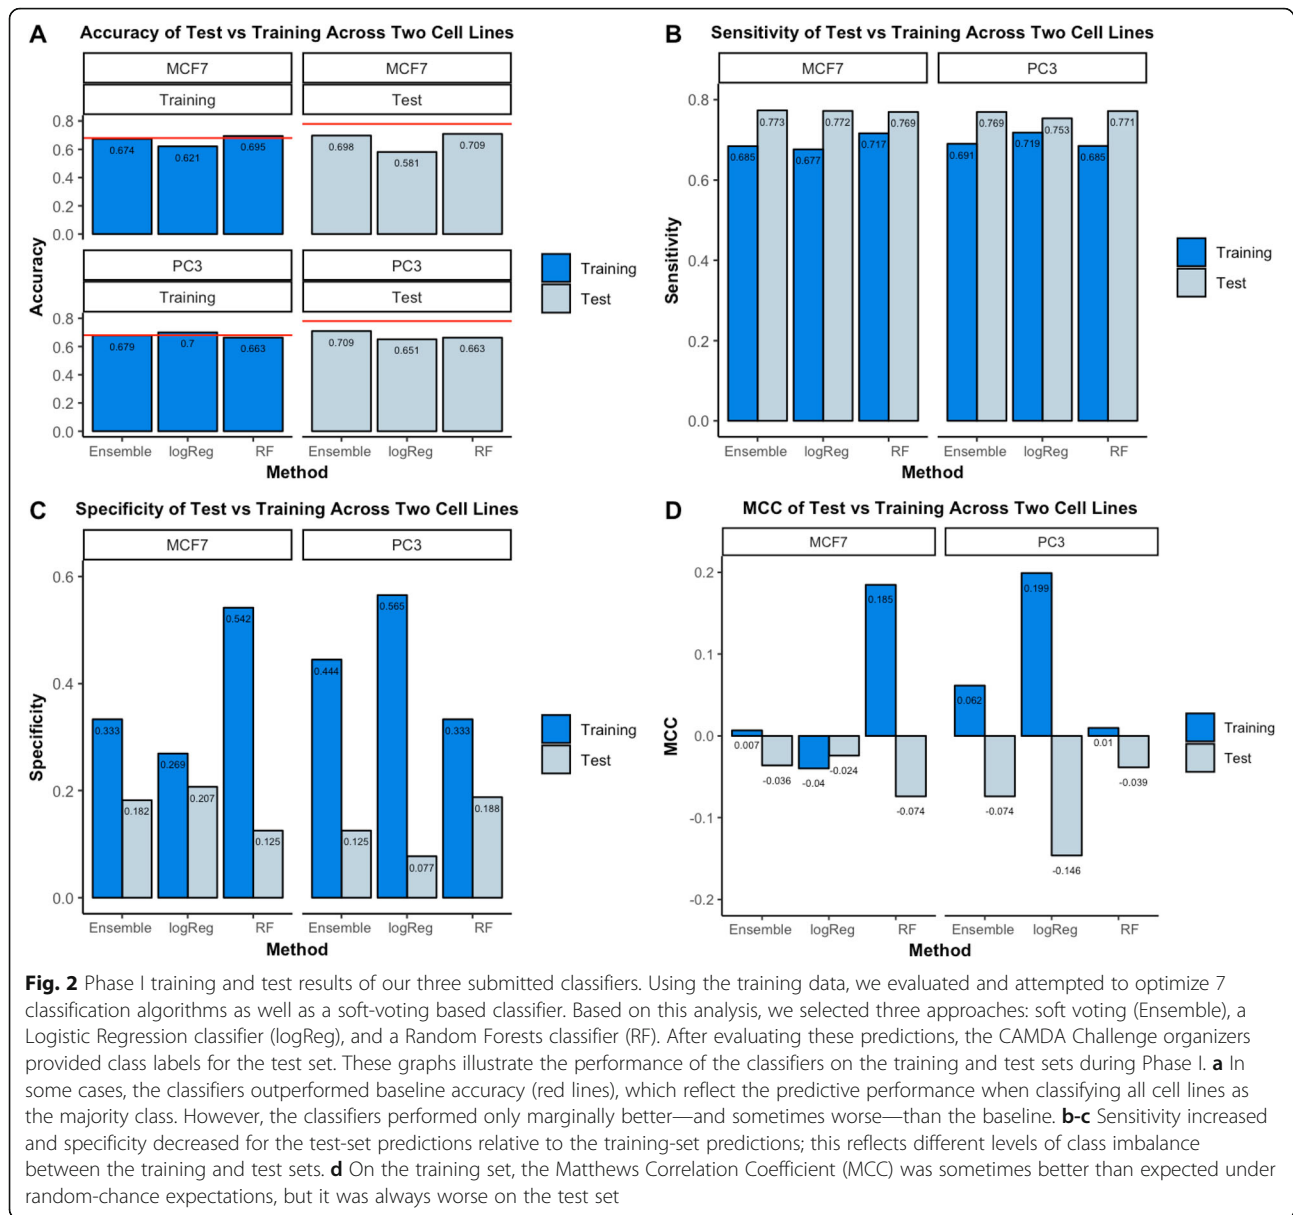 A Accuracy of Test vs Training Across Two Cell Lines
MCF7 MCF7
Training Test
0.8
0.6
0.4
0.2
0.0
0.674 0.621 0.695 0.698 0.581 0.709
PC3 PC3
Training Test
0.8
0.6
0.4
0.2
0.0
0.679 0.7 0.663 0.709 0.651 0.663
Ensemble logReg RF Ensemble logReg RF
Method
Accuracy
Training
Test
B Sensitivity of Test vs Training Across Two Cell Lines
MCF7 PC3
0.8
0.6
0.4
0.2
0.0
0.685 0.773 0.677 0.772 0.717 0.769 0.691 0.769 0.719 0.753 0.685 0.771
Ensemble logReg RF Ensemble logReg RF
Method
Sensitivity
Training
Test
C Specificity of Test vs Training Across Two Cell Lines
MCF7 PC3
0.6
0.4
0.2
0.0
0.333 0.182 0.269 0.207 0.542 0.125 0.444 0.125 0.565 0.077 0.333 0.188
Ensemble logReg RF Ensemble logReg RF
Method
Specificity
Training
Test
D MCC of Test vs Training Across Two Cell Lines
MCF7 PC3
0.2
0.1
0.0
-0.1
-0.2
0.007 -0.036 -0.04 -0.024 0.185 -0.074 0.062 -0.074 0.199 -0.146 0.01 -0.039
Ensemble logReg RF Ensemble logReg RF
Method
MCC
Training
Test
Fig. 2 Phase I training and test results of our three submitted classifiers. Using the training data, we evaluated and attempted to optimize 7
classification algorithms as well as a soft-voting based classifier. Based on this analysis, we selected three approaches: soft voting (Ensemble), a
Logistic Regression classifier (logReg), and a Random Forests classifier (RF). After evaluating these predictions, the CAMDA Challenge organizers
provided class labels for the test set. These graphs illustrate the performance of the classifiers on the training and test sets during Phase I. a In
some cases, the classifiers outperformed baseline accuracy (red lines), which reflect the predictive performance when classifying all cell lines as
the majority class. However, the classifiers performed only marginally better—and sometimes worse—than the baseline. b-c Sensitivity increased
and specificity decreased for the test-set predictions relative to the training-set predictions; this reflects different levels of class imbalance
between the training and test sets. d On the training set, the Matthews Correlation Coefficient (MCC) was sometimes better than expected under
random-chance expectations, but it was always worse on the test set